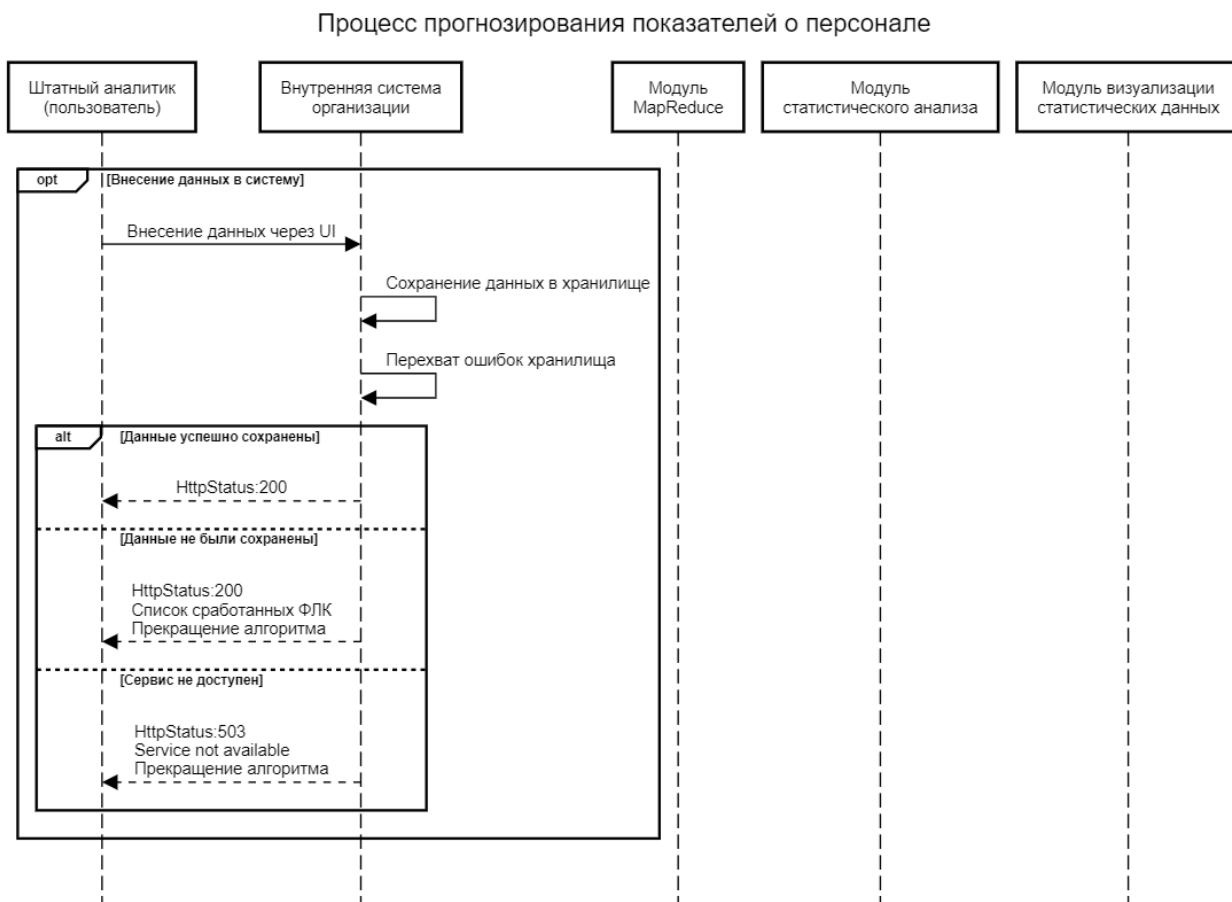 Процесс прогнозирования показателей о персонале
Штатный аналитик
(пользователь)
Внутренняя система
организации
Модуль
MapReduce
Модуль
статистического анализа
Модуль визуализации
статистических данных
opt
[Внесение данных в систему]
Внесение данных через UI
Сохранение данных в хранилище
Перехват ошибок хранилища
alt
[Данные успешно сохранены]
HttpStatus:200
[Данные не были сохранены]
HttpStatus:200
Список сработанных ФЛК
Прекращение алгоритма
[Сервис не доступен]
HttpStatus:503
Service not available
Прекращение алгоритма